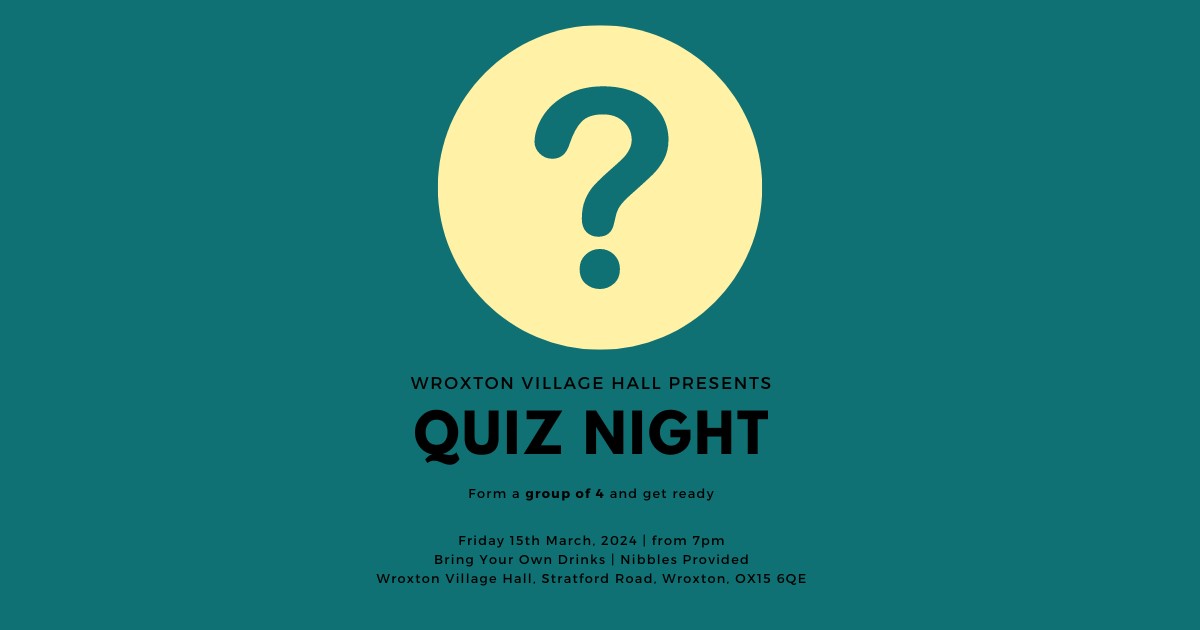 ?
WROXTON VILLAGE HALL PRESENTS
QUIZ NIGHT
Form a group of 4 and get ready
Friday 15th March, 2024 | from 7pm
Bring Your Own Drinks | Nibbles Provided
Wroxton Village Hall, Stratford Road, Wroxton, OX15 6QE